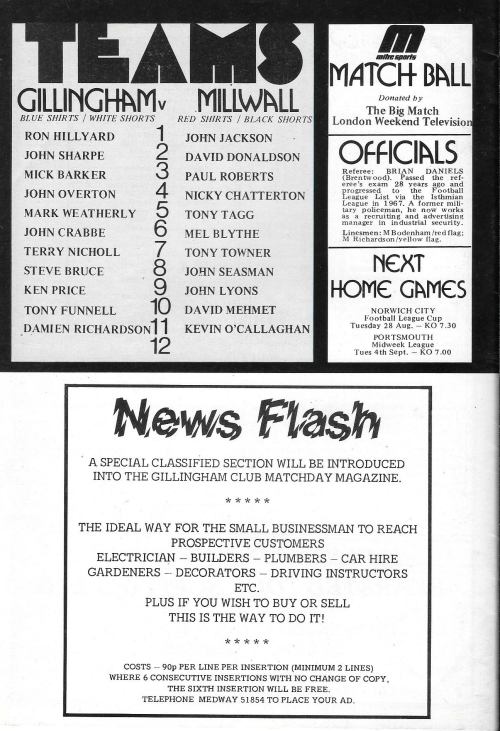 TEAMS
GILLINGHAM v MILLWALL
BLUE SHIRTS / WHITE SHORTS RED SHIRTS / BLACK SHORTS
RON HILLYARD 1 JOHN JACKSON
JOHN SHARPE 2 DAVID DONALDSON
MICK BARKER 3 PAUL ROBERTS
JOHN OVERTON 4 NICKY CHATTERTON
MARK WEATHERLY 5 TONY TAGG
JOHN CRABBE 6 MEL BLYTHE
TERRY NICHOLL 7 TONY TOWNER
STEVE BRUCE 8 JOHN SEASMAN
KEN PRICE 9 JOHN LYONS
TONY FUNNELL 10 DAVID MEHMET
DAMIEN RICHARDSON 11 KEVIN O'CALLAGHAN
12
mitre sports
MATCH BALL
Donated by
The Big Match
London Weekend Television
OFFICIALS
Referee: BRIAN DANIELS
(Brentwood). Passed the ref-
eree's exam 28 years ago and
progressed to the Football
League List via the Isthmian
League in 1967. A former mili-
tary policeman, he now works
as a recruiting and advertising
manager in industrial security.
Linesmen: M Bodenham/red flag;
M Richardson/yellow flag.
NEXT
HOME GAMES
NORWICH CITY
Football League Cup
Tuesday 28 Aug. — KO 7.30
PORTSMOUTH
Midweek League
Tues 4th Sept. — KO 7.00
News Flash
A SPECIAL CLASSIFIED SECTION WILL BE INTRODUCED
INTO THE GILLINGHAM CLUB MATCHDAY MAGAZINE.
* * * * *
THE IDEAL WAY FOR THE SMALL BUSINESSMAN TO REACH
PROSPECTIVE CUSTOMERS
ELECTRICIAN — BUILDERS — PLUMBERS — CAR HIRE
GARDENERS — DECORATORS — DRIVING INSTRUCTORS
ETC.
PLUS IF YOU WISH TO BUY OR SELL
THIS IS THE WAY TO DO IT!
* * * * *
COSTS — 90p PER LINE PER INSERTION (MINIMUM 2 LINES)
WHERE 6 CONSECUTIVE INSERTIONS WITH NO CHANGE OF COPY,
THE SIXTH INSERTION WILL BE FREE.
TELEPHONE MEDWAY 51854 TO PLACE YOUR AD.